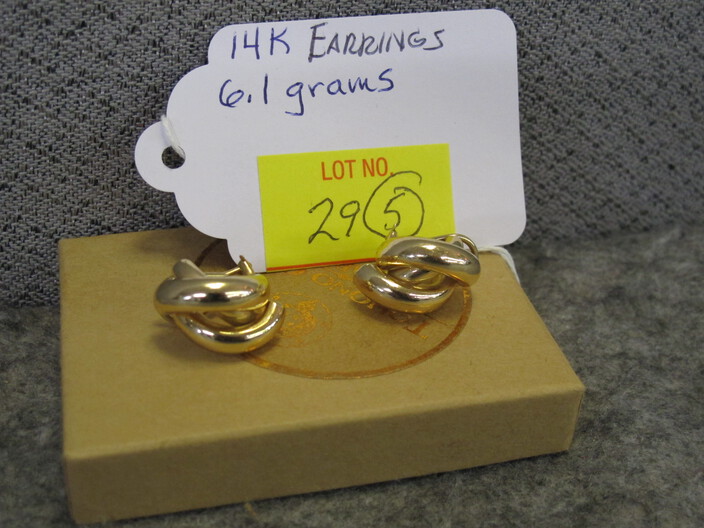 14K EARRINGS
6.1 grams
LOT NO.
29 5